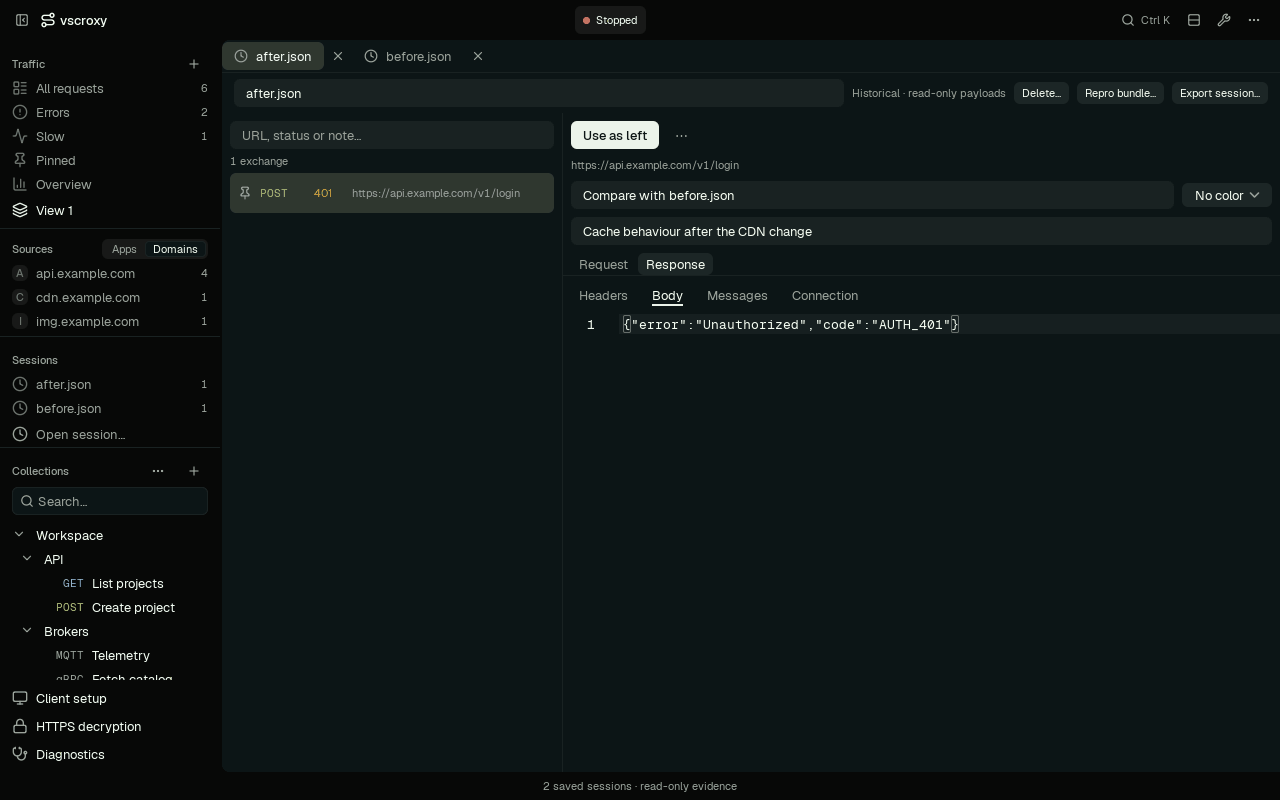 vscroxy
Stopped
Ctrl K
Traffic
All requests 6
Errors 2
Slow 1
Pinned
Overview
View 1
Sources Apps Domains
A api.example.com 4
C cdn.example.com 1
I img.example.com 1
Sessions
after.json 1
before.json 1
Open session…
Collections
Search…
Workspace
API
GET List projects
POST Create project
Brokers
MQTT Telemetry
gRPC Fetch catalog
Client setup
HTTPS decryption
Diagnostics
after.json before.json
after.json Historical · read-only payloads Delete… Repro bundle… Export session…
URL, status or note…
1 exchange
POST 401 https://api.example.com/v1/login
Use as left
https://api.example.com/v1/login
Compare with before.json No color
Cache behaviour after the CDN change
Request Response
Headers Body Messages Connection
1 {"error":"Unauthorized","code":"AUTH_401"}
2 saved sessions · read-only evidence